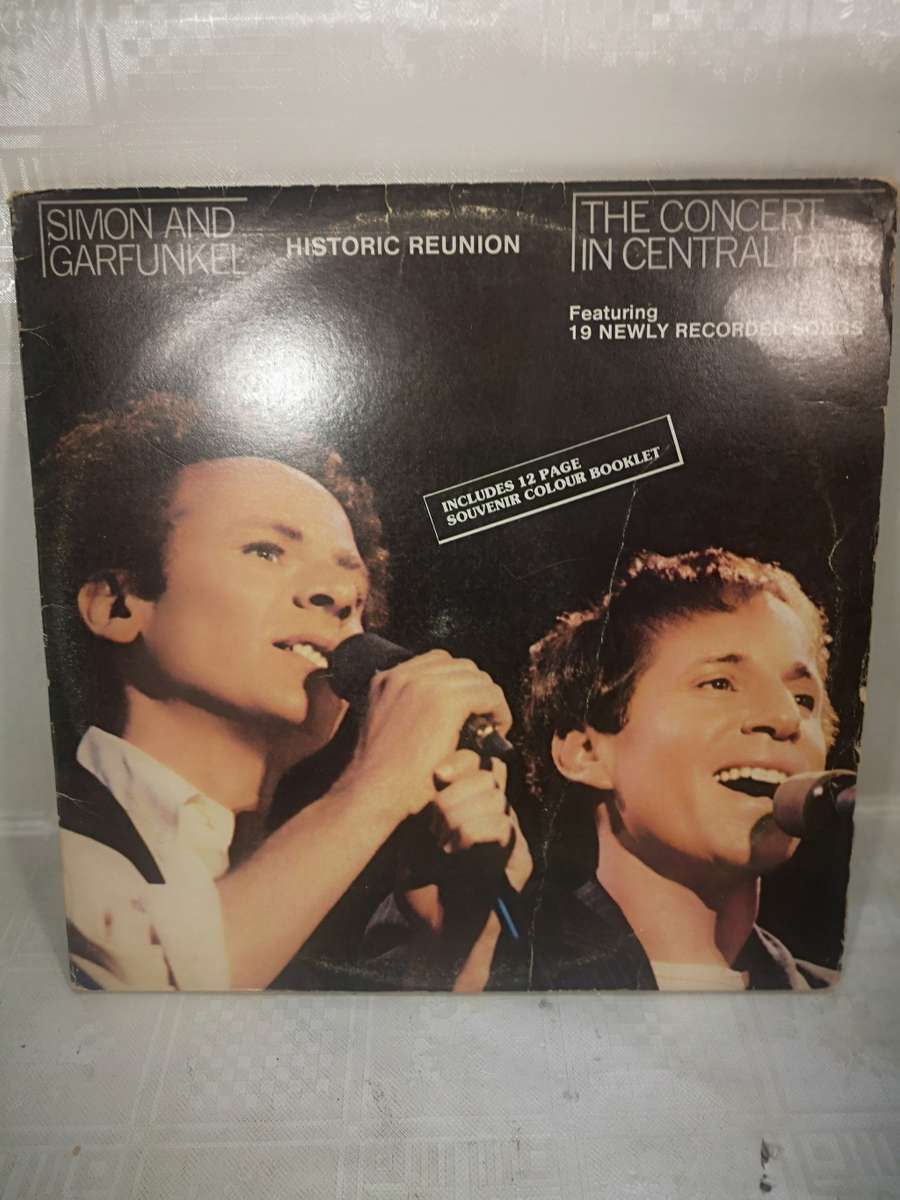 SIMON AND
GARFUNKEL
HISTORIC REUNION
THE CONCERT
IN CENTRAL PARK
Featuring
19 NEWLY RECORDED SONGS
INCLUDES 12 PAGE
SOUVENIR COLOUR BOOKLET